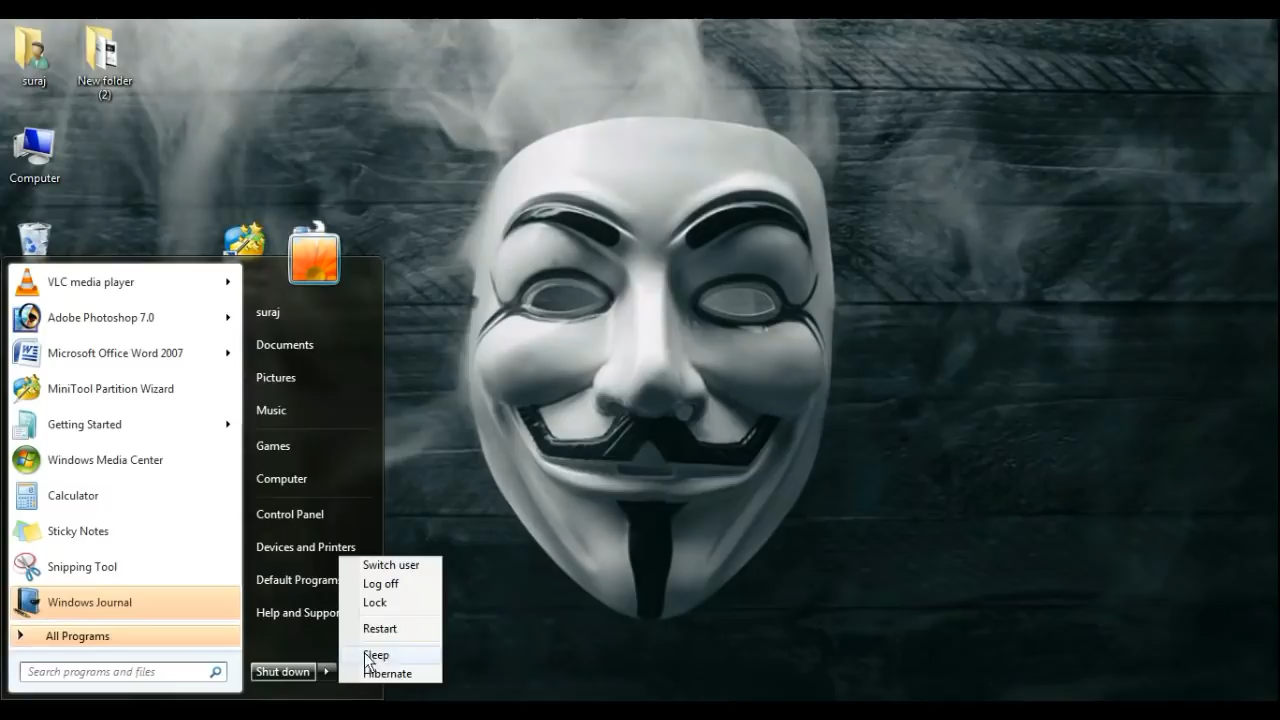 suraj
New folder
(2)
Computer
VLC media player
Adobe Photoshop 7.0
Microsoft Office Word 2007
MiniTool Partition Wizard
Getting Started
Windows Media Center
Calculator
Sticky Notes
Snipping Tool
Windows Journal
All Programs
Search programs and files
suraj
Documents
Pictures
Music
Games
Computer
Control Panel
Devices and Printers
Default Programs
Help and Suppor
Shut down
Switch user
Log off
Lock
Restart
Sleep
Hibernate